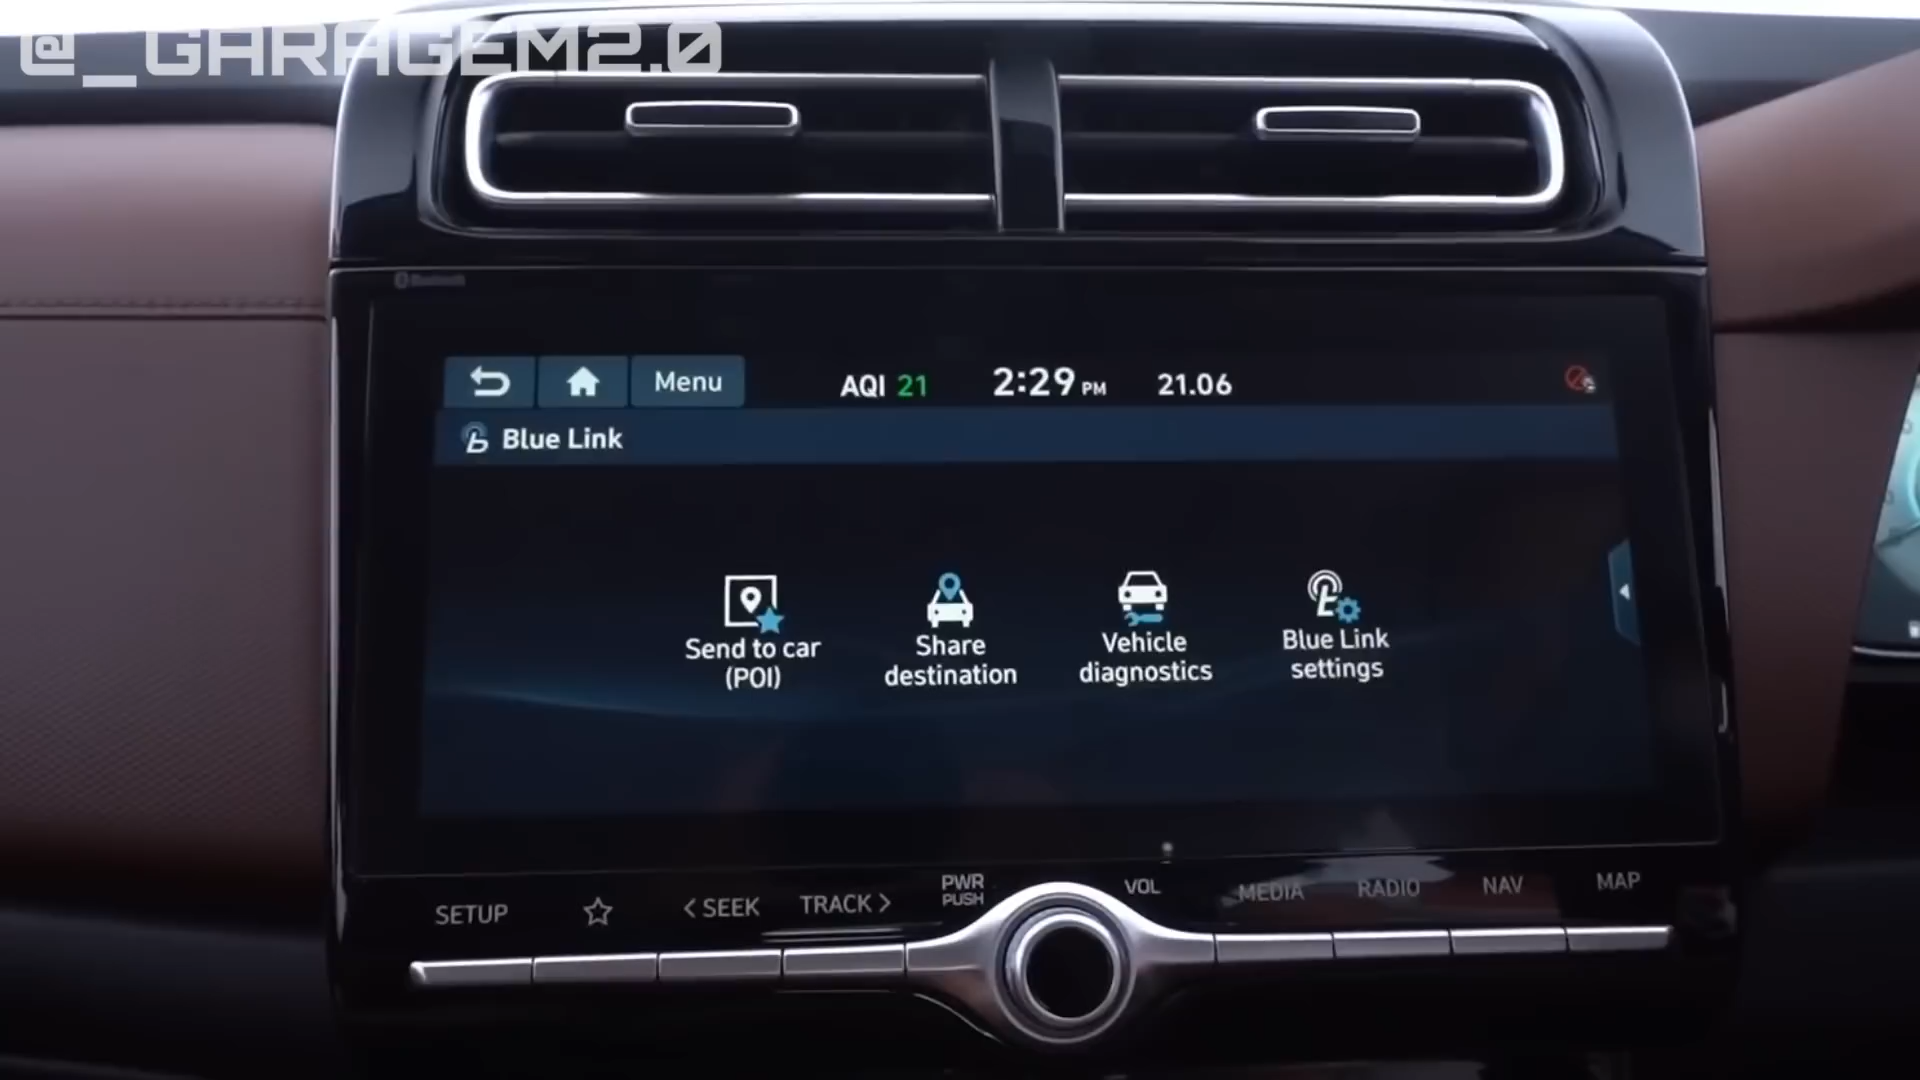 @_GARAGEM2.0
Bluetooth
Menu
AQI 21
2:29 PM
21.06
Blue Link
Send to car
(POI)
Share
destination
Vehicle
diagnostics
Blue Link
settings
SETUP
< SEEK
TRACK >
PWR
PUSH
VOL
MEDIA
RADIO
NAV
MAP